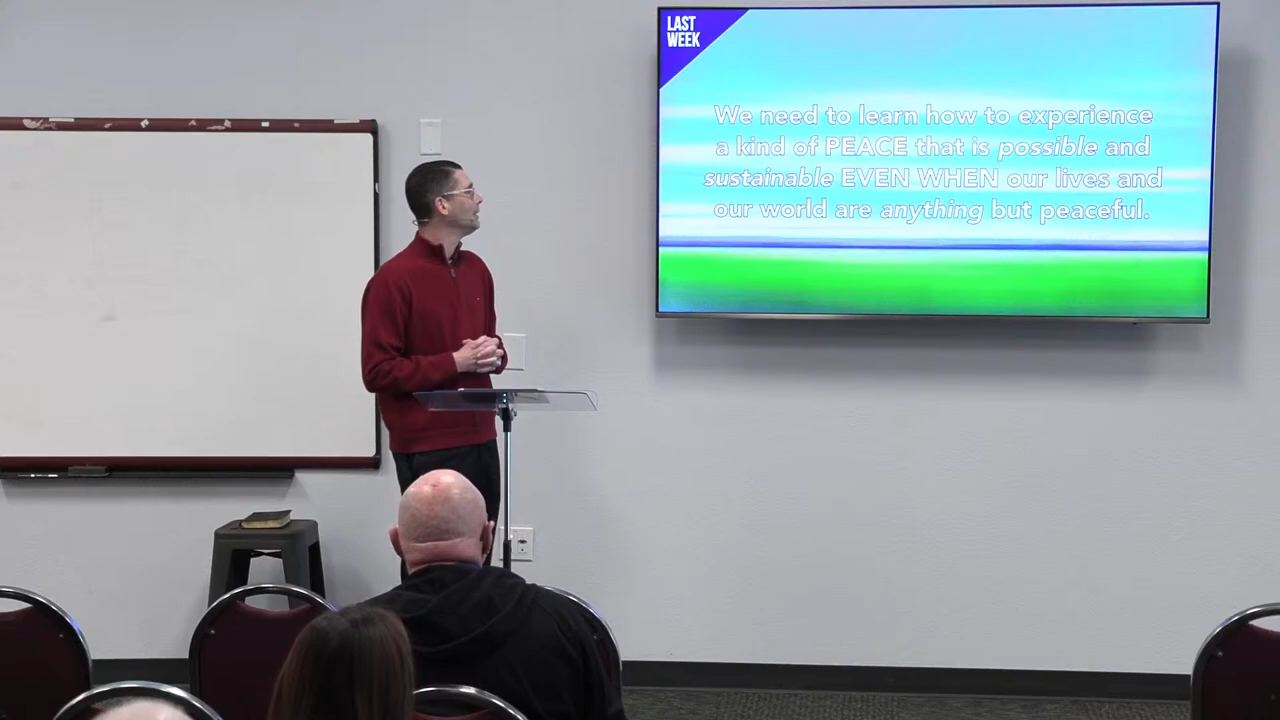 LAST
WEEK
We need to learn how to experience
a kind of PEACE that is possible and
sustainable EVEN WHEN our lives and
our world are anything but peaceful.